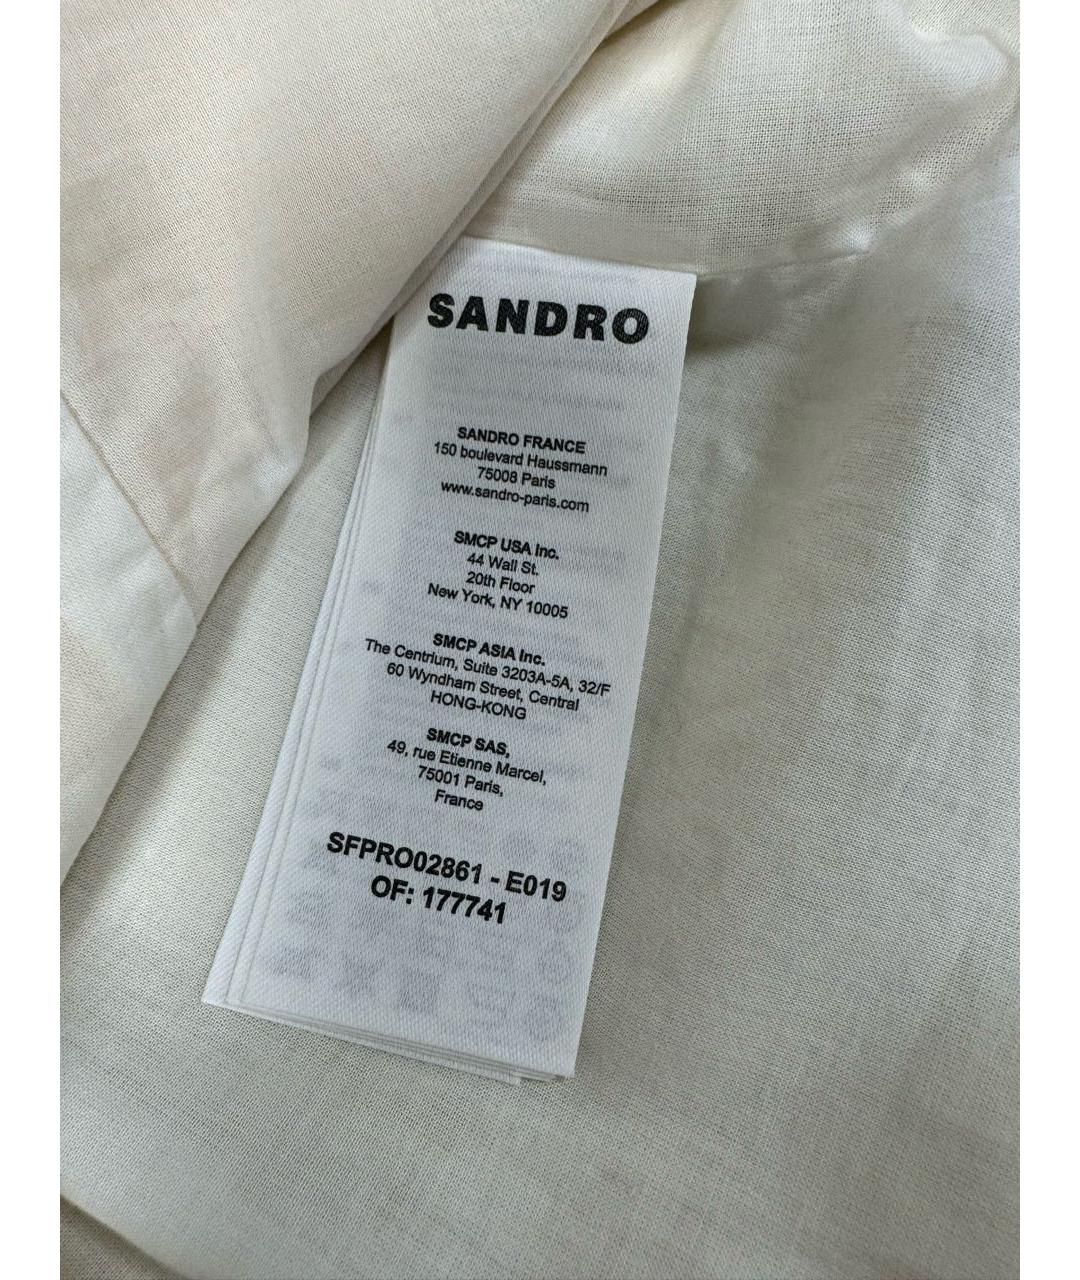 SANDRO
SANDRO FRANCE
150 boulevard Haussmann
75008 Paris
www.sandro-paris.com
SMCP USA Inc.
44 Wall St.
20th Floor
New York, NY 10005
SMCP ASIA Inc.
The Centrium, Suite 3203A-5A, 32/F
60 Wyndham Street, Central
HONG-KONG
SMCP SAS,
49, rue Etienne Marcel,
75001 Paris,
France
SFPRO02861 - E019
OF: 177741